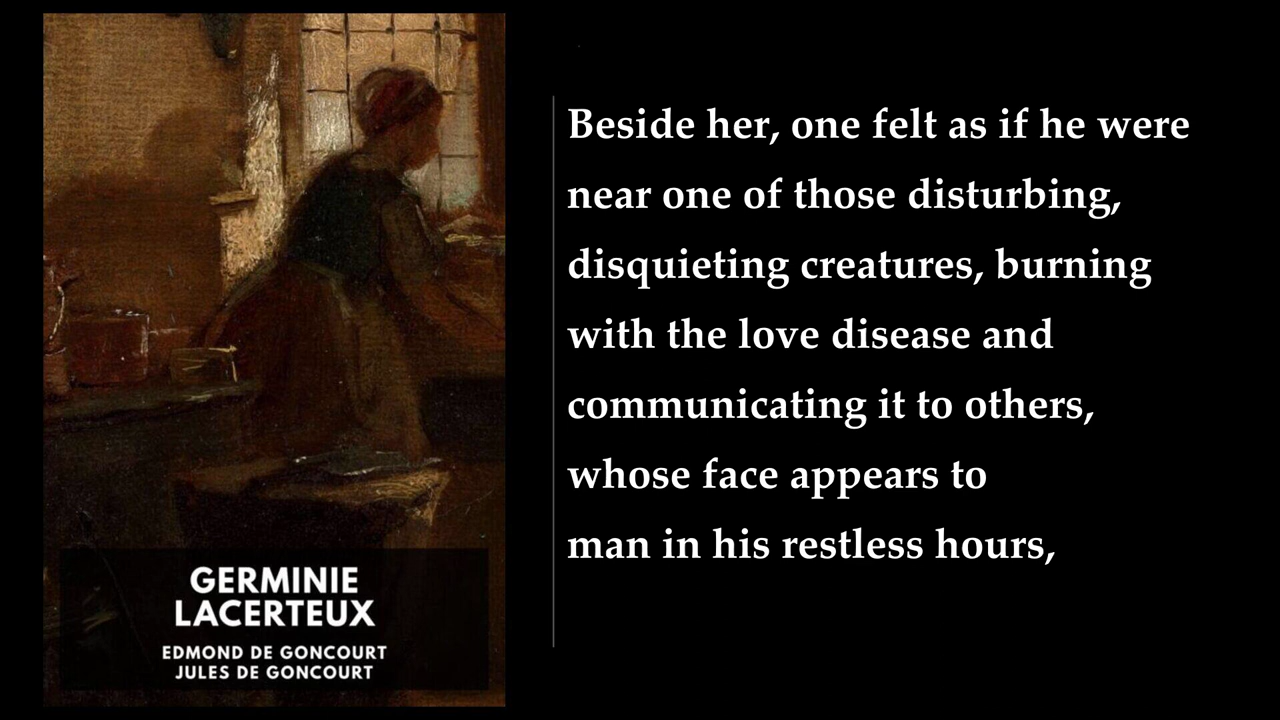 Beside her, one felt as if he were
near one of those disturbing,
disquieting creatures, burning
with the love disease and
communicating it to others,
whose face appears to
man in his restless hours,
GERMINIE
LACERTEUX
EDMOND DE GONCOURT
JULES DE GONCOURT